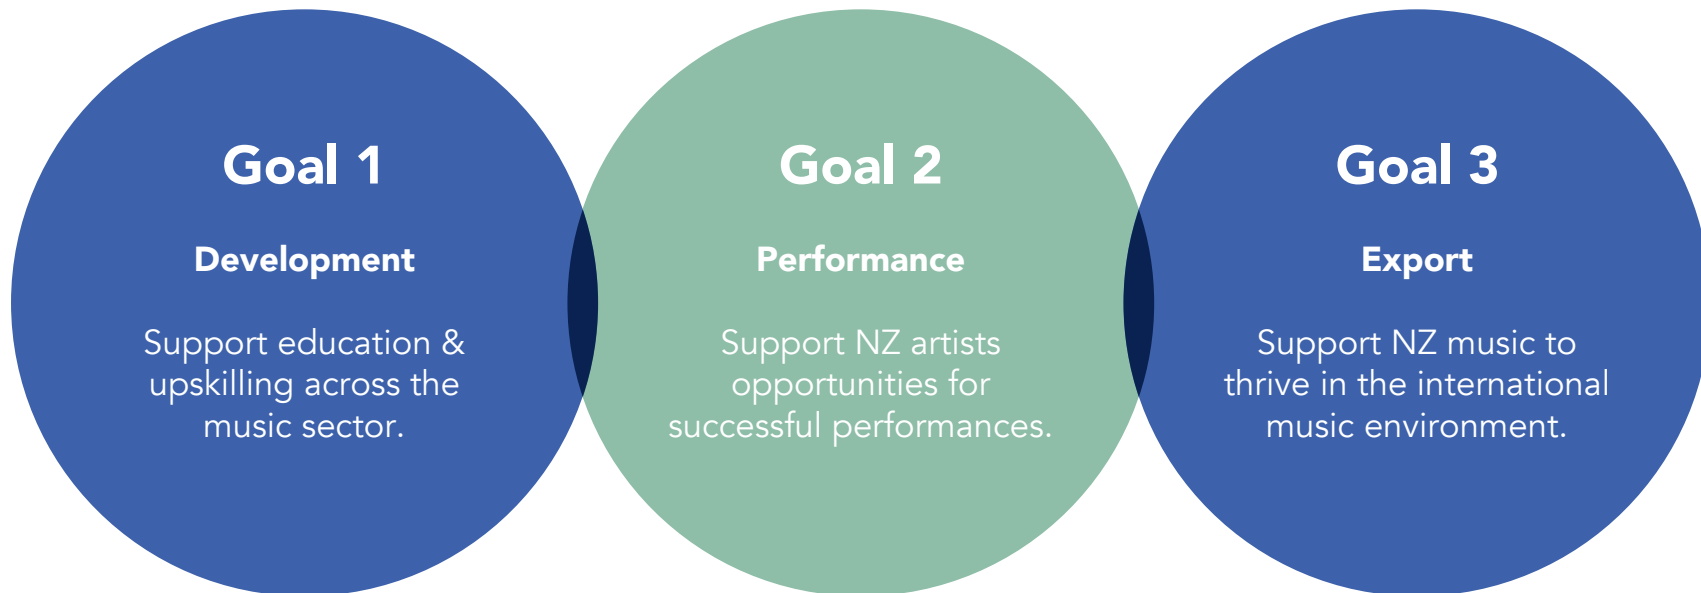 Goal 1
Development
Support education &
upskilling across the
music sector.
Goal 2
Performance
Support NZ artists
opportunities for
successful performances.
Goal 3
Export
Support NZ music to
thrive in the international
music environment.